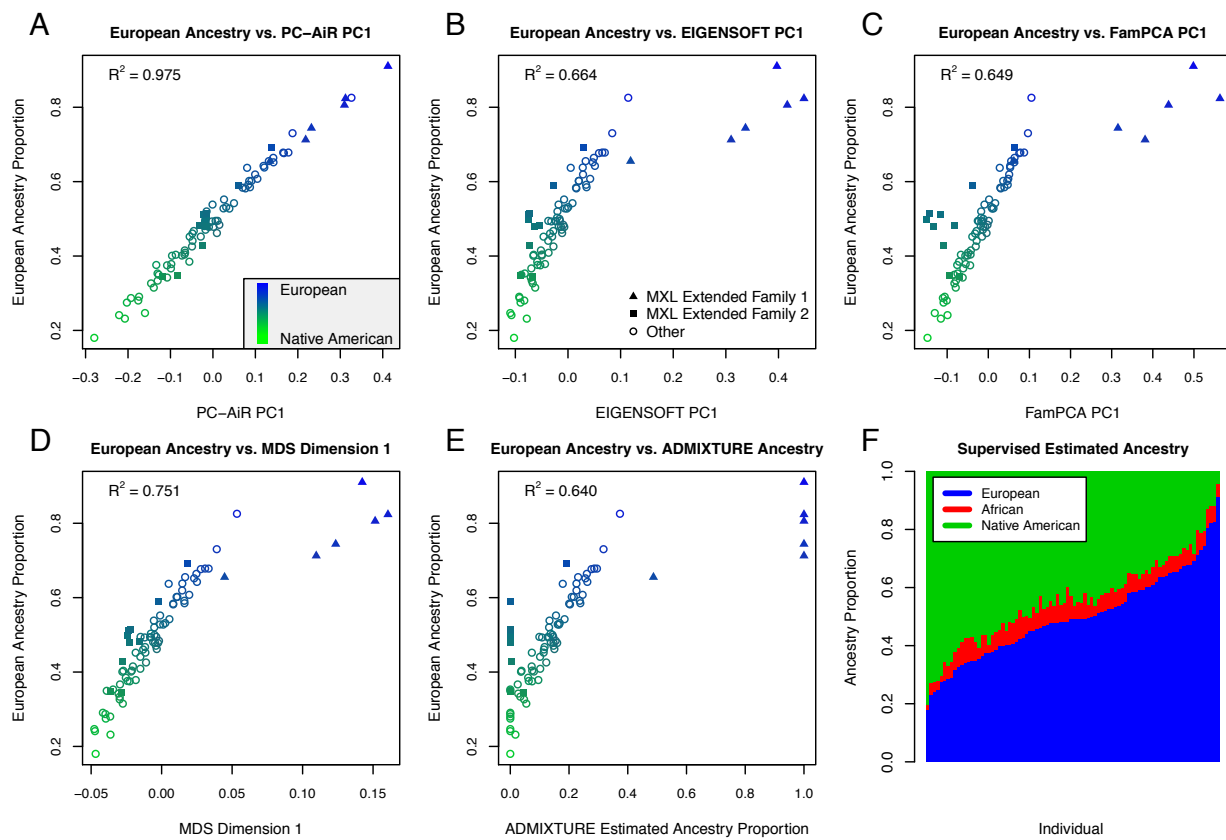 A
European Ancestry vs. PC−AiR PC1
R² = 0.975
European Ancestry Proportion
0.8
0.6
0.4
0.2
European
Native American
−0.3 −0.2 −0.1 0.0 0.1 0.2 0.3 0.4
PC−AiR PC1
B
European Ancestry vs. EIGENSOFT PC1
R² = 0.664
European Ancestry Proportion
0.8
0.6
0.4
0.2
MXL Extended Family 1
MXL Extended Family 2
Other
−0.1 0.0 0.1 0.2 0.3 0.4
EIGENSOFT PC1
C
European Ancestry vs. FamPCA PC1
R² = 0.649
European Ancestry Proportion
0.8
0.6
0.4
0.2
−0.1 0.0 0.1 0.2 0.3 0.4 0.5
FamPCA PC1
D
European Ancestry vs. MDS Dimension 1
R² = 0.751
European Ancestry Proportion
0.8
0.6
0.4
0.2
−0.05 0.00 0.05 0.10 0.15
MDS Dimension 1
E
European Ancestry vs. ADMIXTURE Ancestry
R² = 0.640
European Ancestry Proportion
0.8
0.6
0.4
0.2
0.0 0.2 0.4 0.6 0.8 1.0
ADMIXTURE Estimated Ancestry Proportion
F
Supervised Estimated Ancestry
European
African
Native American
Ancestry Proportion
1.0
0.8
0.6
0.4
0.2
0.0
Individual